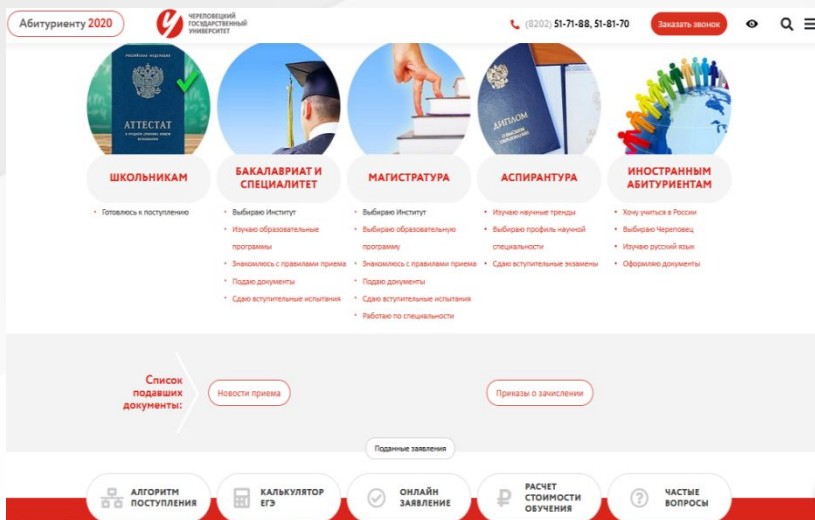 Абитуриенту 2020
ЧЕРЕПОВЕЦКИЙ
ГОСУДАРСТВЕННЫЙ
УНИВЕРСИТЕТ
(8202) 51-71-88, 51-81-70
Заказать звонок
АТТЕСТАТ
ДИПЛОМ
ШКОЛЬНИКАМ
Готовлюсь к поступлению
БАКАЛАВРИАТ И
СПЕЦИАЛИТЕТ
Выбираю Институт
Изучаю образовательные
программы
Знакомлюсь с правилами приема
Подаю документы
Сдаю вступительные испытания
МАГИСТРАТУРА
Выбираю Институт
Выбираю образовательную
программу
Знакомлюсь с правилами приема
Подаю документы
Сдаю вступительные испытания
Работаю по специальности
АСПИРАНТУРА
Изучаю научные тренды
Выбираю профиль научной
специальности
Сдаю вступительные экзамены
ИНОСТРАННЫМ
АБИТУРИЕНТАМ
Хочу учиться в России
Выбираю Череповец
Изучаю русский язык
Оформляю документы
Список
подавших
документы:
Новости приема
Приказы о зачислении
Поданные заявления
АЛГОРИТМ
ПОСТУПЛЕНИЯ
КАЛЬКУЛЯТОР
ЕГЭ
ОНЛАЙН
ЗАЯВЛЕНИЕ
РАСЧЕТ
СТОИМОСТИ
ОБУЧЕНИЯ
ЧАСТЫЕ
ВОПРОСЫ